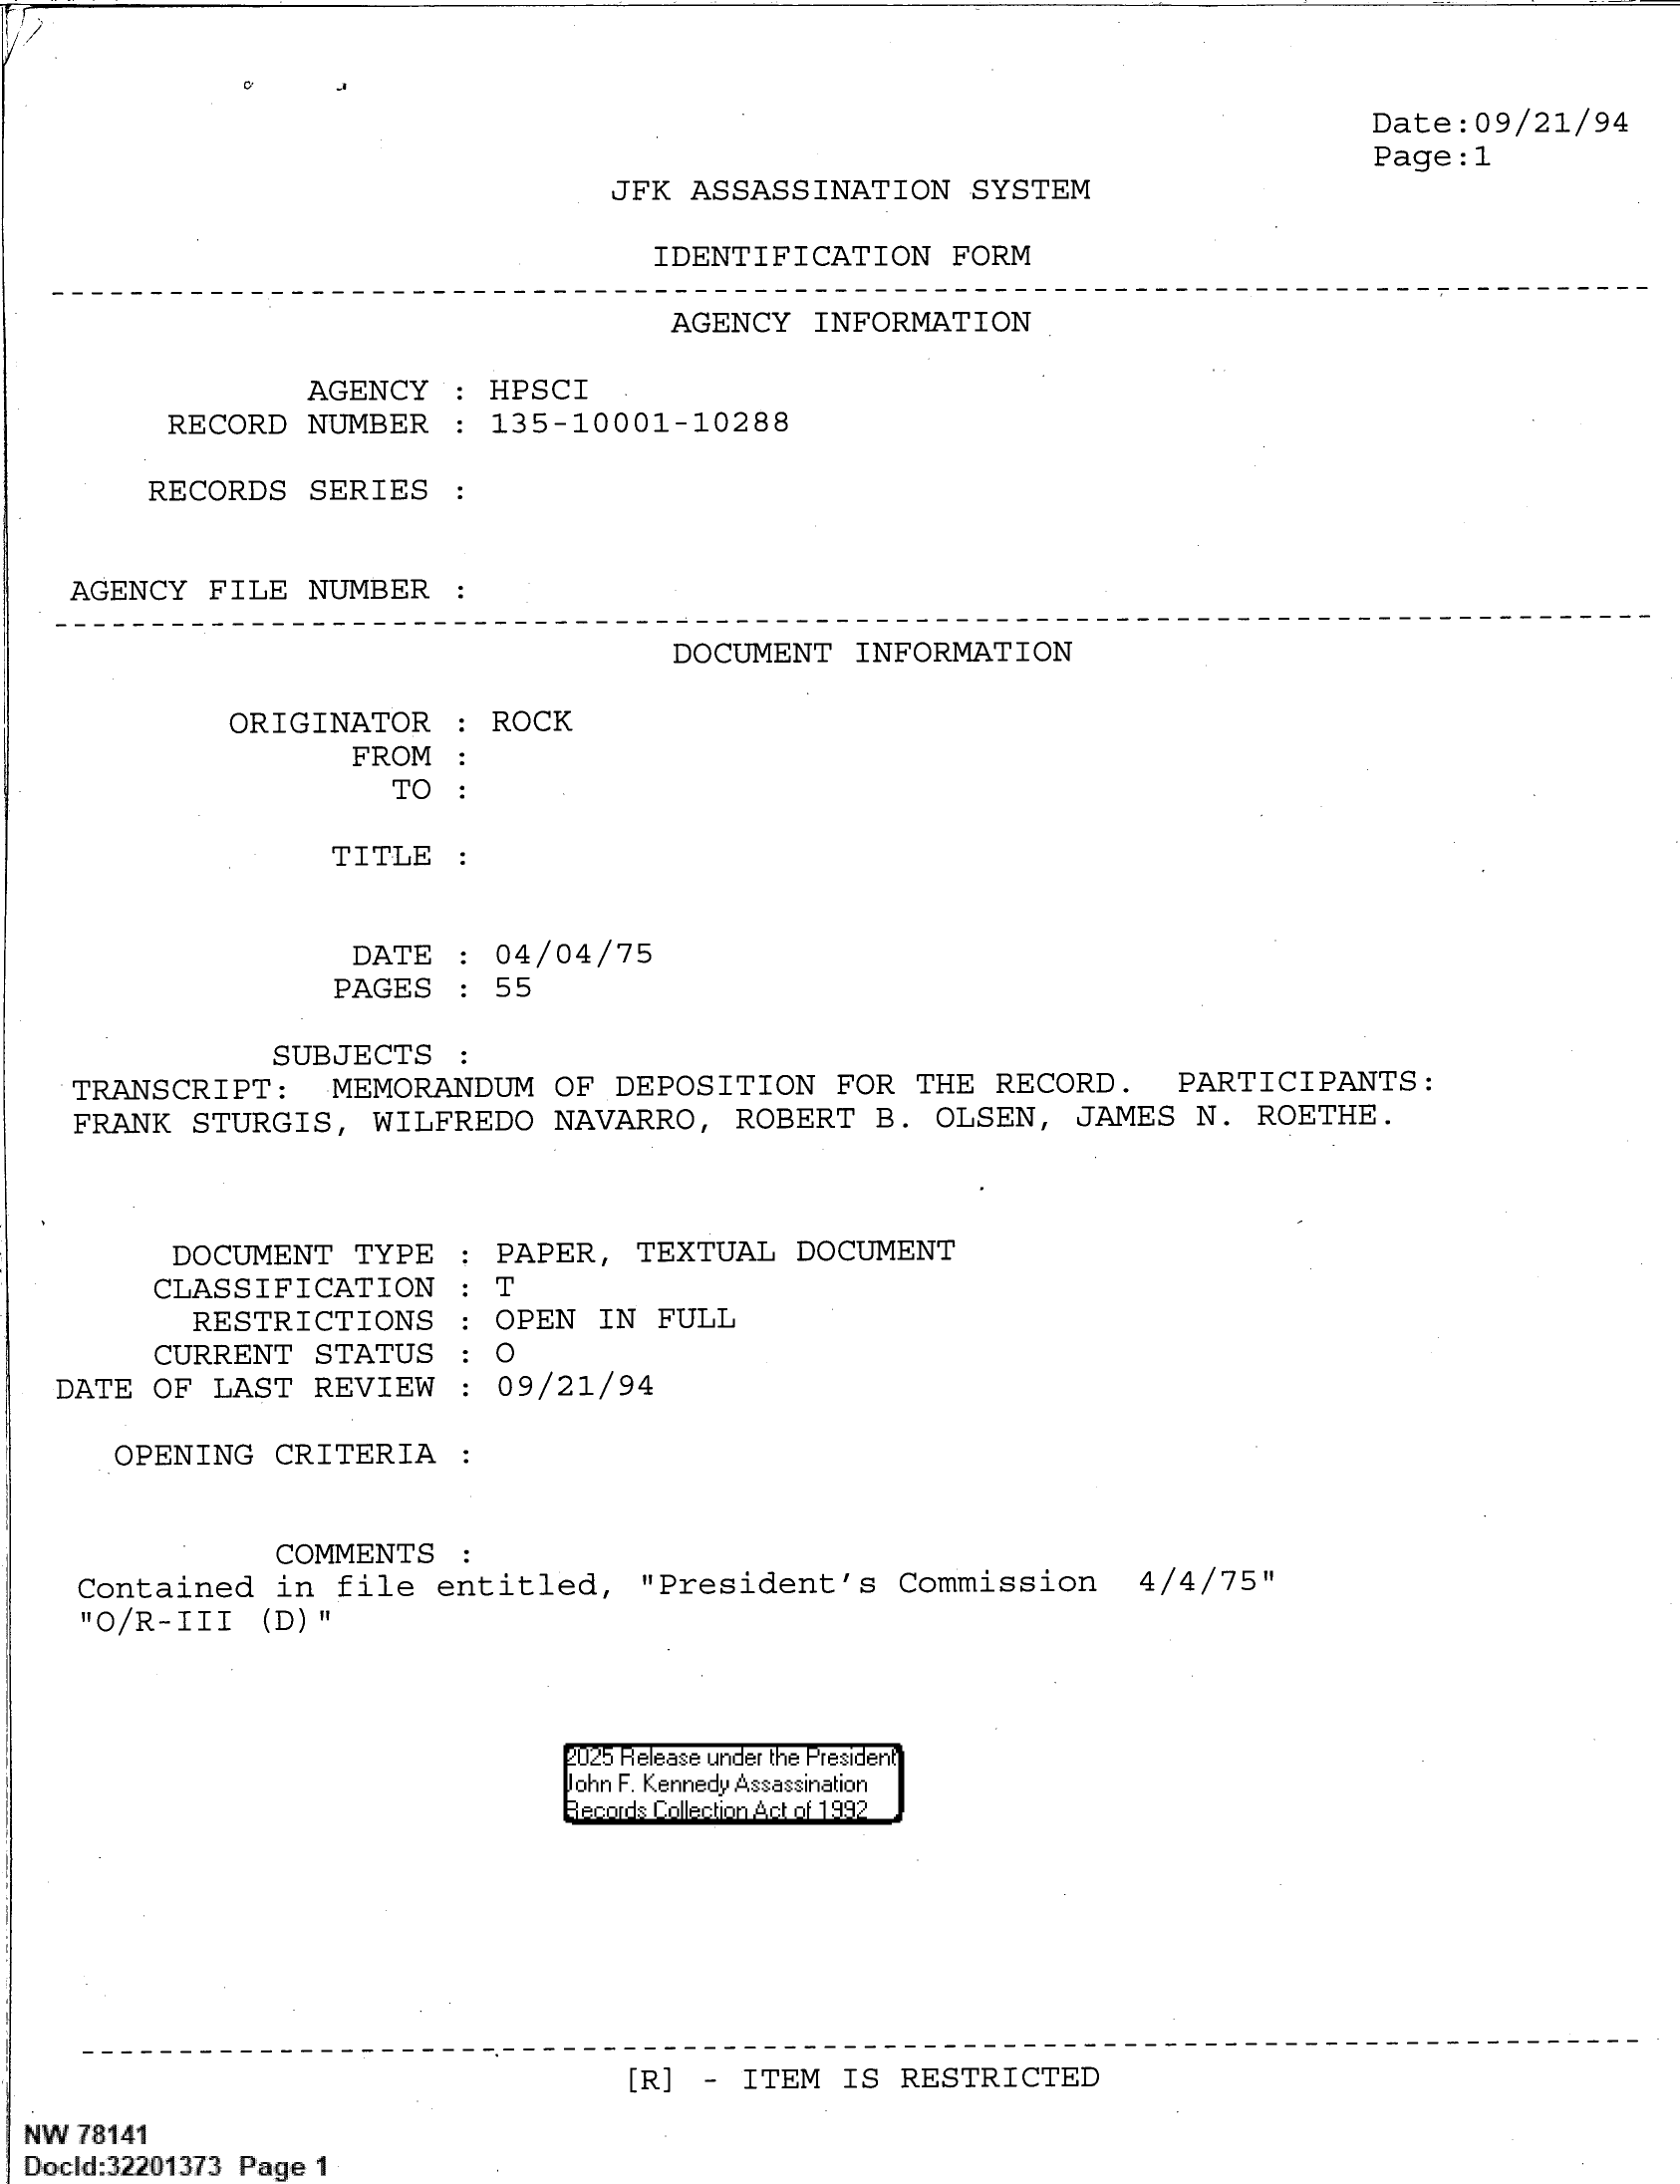 Date:09/21/94
Page:1
JFK ASSASSINATION SYSTEM
IDENTIFICATION FORM
AGENCY INFORMATION
AGENCY : HPSCI
RECORD NUMBER : 135-10001-10288
RECORDS SERIES :
AGENCY FILE NUMBER :
DOCUMENT INFORMATION
ORIGINATOR : ROCK
FROM :
TO :
TITLE :
DATE : 04/04/75
PAGES : 55
SUBJECTS :
TRANSCRIPT: MEMORANDUM OF DEPOSITION FOR THE RECORD. PARTICIPANTS:
FRANK STURGIS, WILFREDO NAVARRO, ROBERT B. OLSEN, JAMES N. ROETHE.
DOCUMENT TYPE : PAPER, TEXTUAL DOCUMENT
CLASSIFICATION : T
RESTRICTIONS : OPEN IN FULL
CURRENT STATUS : O
DATE OF LAST REVIEW : 09/21/94
OPENING CRITERIA :
COMMENTS :
Contained in file entitled, "President's Commission 4/4/75"
"O/R-III (D)"
2025 Release under the President
John F. Kennedy Assassination
Records Collection Act of 1992
[R] - ITEM IS RESTRICTED
NW 78141
DocId:32201373 Page 1